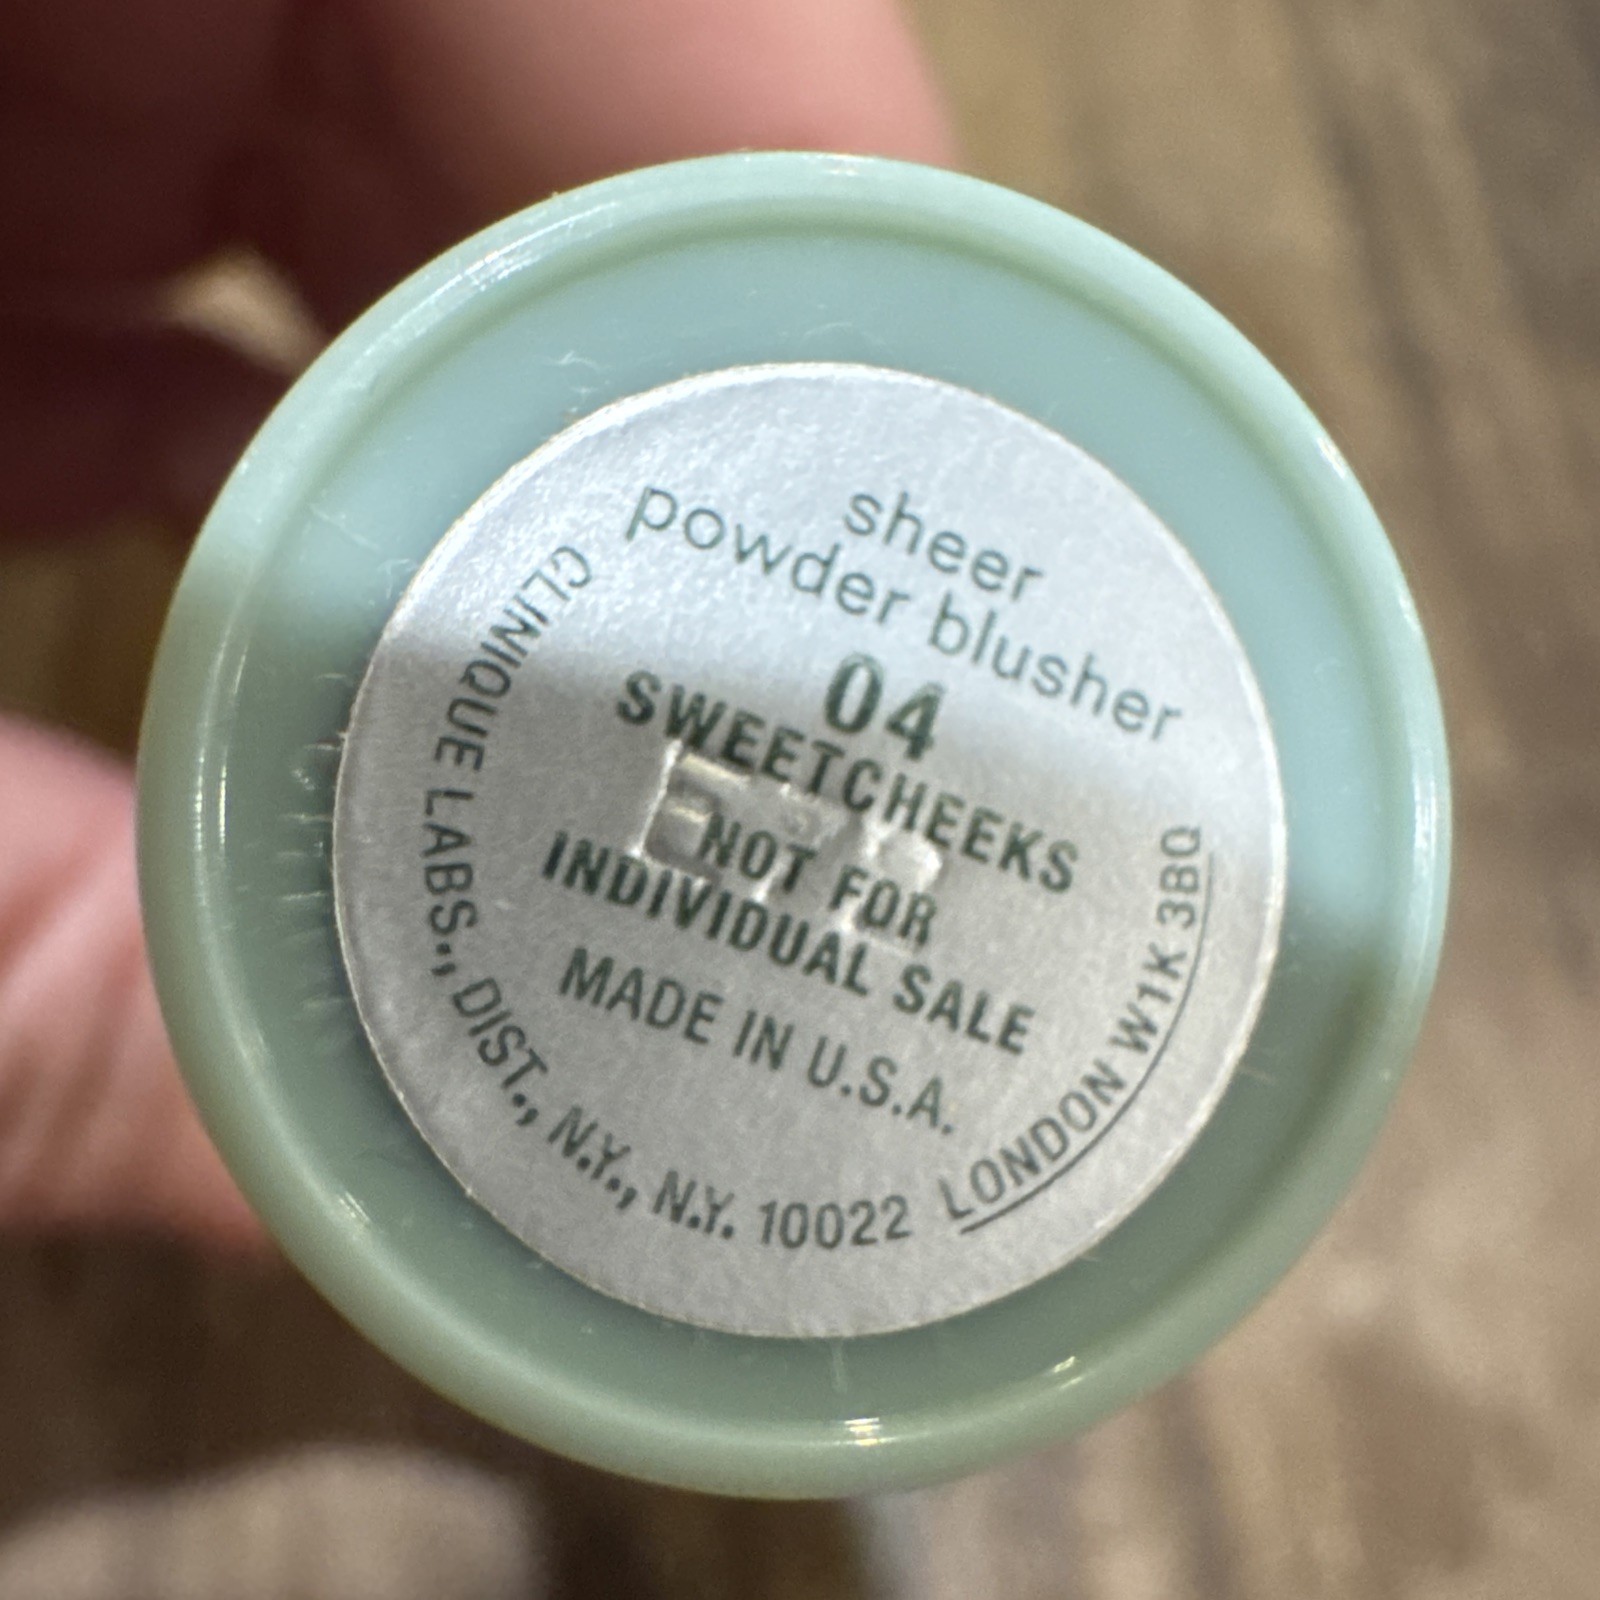 sheer
powder blusher
04
SWEETCHEEKS
NOT FOR
INDIVIDUAL SALE
MADE IN U.S.A.
CLINIQUE LABS., DIST., N.Y., N.Y. 10022 LONDON W1K 3BQ